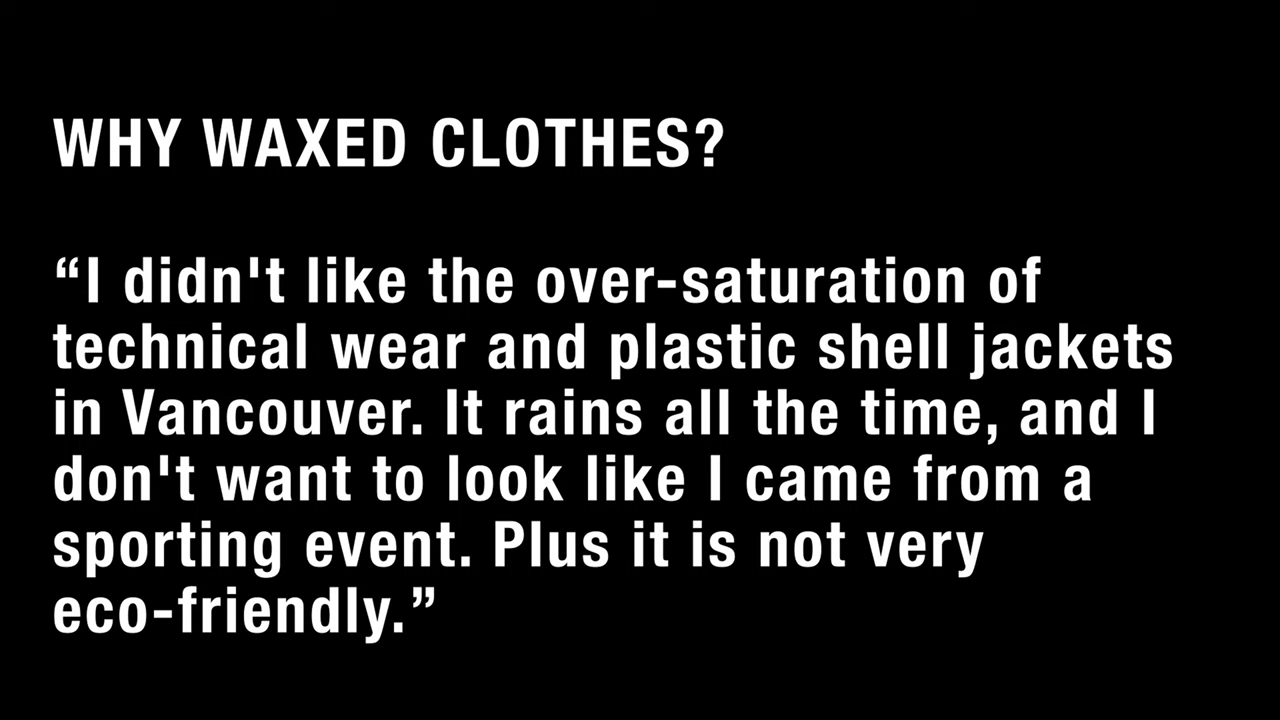 WHY WAXED CLOTHES?
“I didn't like the over-saturation of
technical wear and plastic shell jackets
in Vancouver. It rains all the time, and I
don't want to look like I came from a
sporting event. Plus it is not very
eco-friendly.”